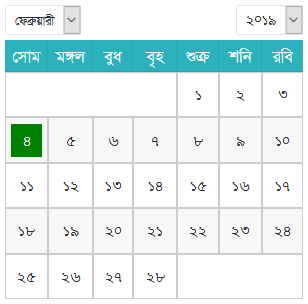 ফেব্রুয়ারী ২০১৯
সোম মঙ্গল বুধ বৃহ শুক্র শনি রবি
১ ২ ৩
৪ ৫ ৬ ৭ ৮ ৯ ১০
১১ ১২ ১৩ ১৪ ১৫ ১৬ ১৭
১৮ ১৯ ২০ ২১ ২২ ২৩ ২৪
২৫ ২৬ ২৭ ২৮